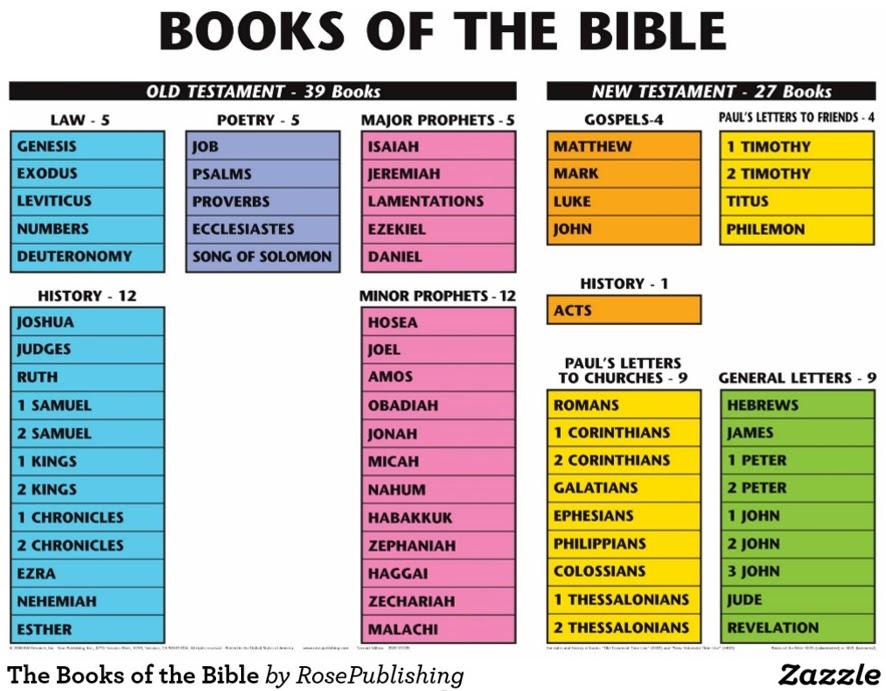 BOOKS OF THE BIBLE
OLD TESTAMENT - 39 Books
LAW - 5
GENESIS
EXODUS
LEVITICUS
NUMBERS
DEUTERONOMY
HISTORY - 12
JOSHUA
JUDGES
RUTH
1 SAMUEL
2 SAMUEL
1 KINGS
2 KINGS
1 CHRONICLES
2 CHRONICLES
EZRA
NEHEMIAH
ESTHER
POETRY - 5
JOB
PSALMS
PROVERBS
ECCLESIASTES
SONG OF SOLOMON
MAJOR PROPHETS - 5
ISAIAH
JEREMIAH
LAMENTATIONS
EZEKIEL
DANIEL
MINOR PROPHETS - 12
HOSEA
JOEL
AMOS
OBADIAH
JONAH
MICAH
NAHUM
HABAKKUK
ZEPHANIAH
HAGGAI
ZECHARIAH
MALACHI
NEW TESTAMENT - 27 Books
GOSPELS-4
MATTHEW
MARK
LUKE
JOHN
HISTORY - 1
ACTS
PAUL'S LETTERS
TO CHURCHES - 9
ROMANS
1 CORINTHIANS
2 CORINTHIANS
GALATIANS
EPHESIANS
PHILIPPIANS
COLOSSIANS
1 THESSALONIANS
2 THESSALONIANS
PAUL'S LETTERS TO FRIENDS - 4
1 TIMOTHY
2 TIMOTHY
TITUS
PHILEMON
GENERAL LETTERS - 9
HEBREWS
JAMES
1 PETER
2 PETER
1 JOHN
2 JOHN
3 JOHN
JUDE
REVELATION
The Books of the Bible by RosePublishing
Zazzle